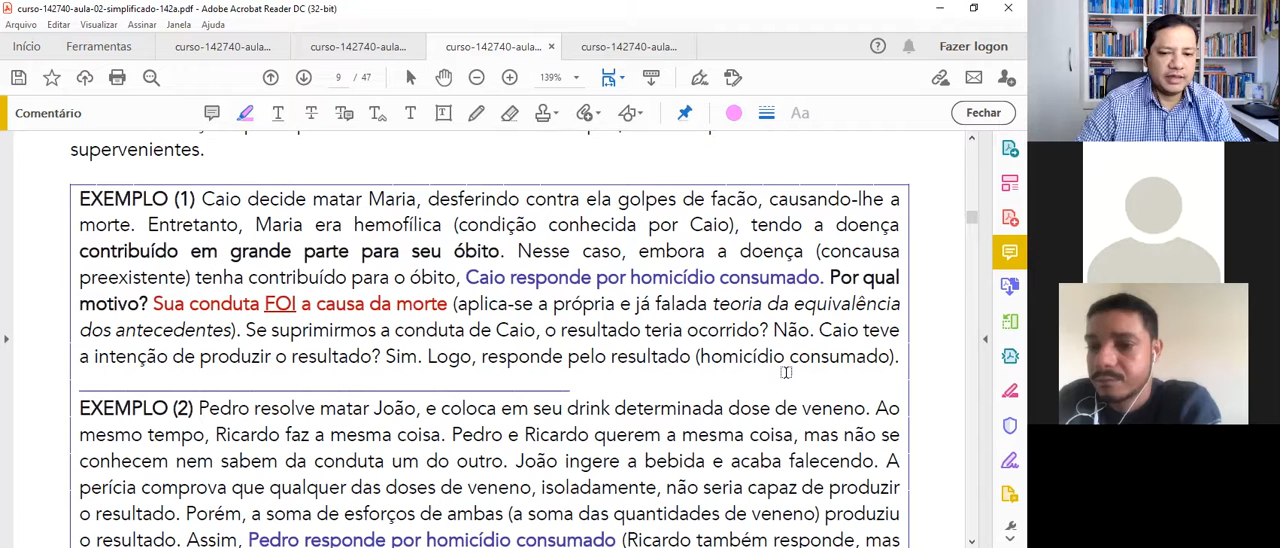 curso-142740-aula-02-simplificado-142a.pdf - Adobe Acrobat Reader DC (32-bit)
Arquivo Editar Visualizar Assinar Janela Ajuda
Início Ferramentas curso-142740-aula... curso-142740-aula... curso-142740-aula... × curso-142740-aula... Fazer logon
9 / 47 139%
Comentário Aa Fechar
supervenientes.
EXEMPLO (1) Caio decide matar Maria, desferindo contra ela golpes de facão, causando-lhe a
morte. Entretanto, Maria era hemofílica (condição conhecida por Caio), tendo a doença
contribuído em grande parte para seu óbito. Nesse caso, embora a doença (concausa
preexistente) tenha contribuído para o óbito, Caio responde por homicídio consumado. Por qual
motivo? Sua conduta FOI a causa da morte (aplica-se a própria e já falada teoria da equivalência
dos antecedentes). Se suprimirmos a conduta de Caio, o resultado teria ocorrido? Não. Caio teve
a intenção de produzir o resultado? Sim. Logo, responde pelo resultado (homicídio consumado).
EXEMPLO (2) Pedro resolve matar João, e coloca em seu drink determinada dose de veneno. Ao
mesmo tempo, Ricardo faz a mesma coisa. Pedro e Ricardo querem a mesma coisa, mas não se
conhecem nem sabem da conduta um do outro. João ingere a bebida e acaba falecendo. A
perícia comprova que qualquer das doses de veneno, isoladamente, não seria capaz de produzir
o resultado. Porém, a soma de esforços de ambas (a soma das quantidades de veneno) produziu
o resultado. Assim, Pedro responde por homicídio consumado (Ricardo também responde, mas